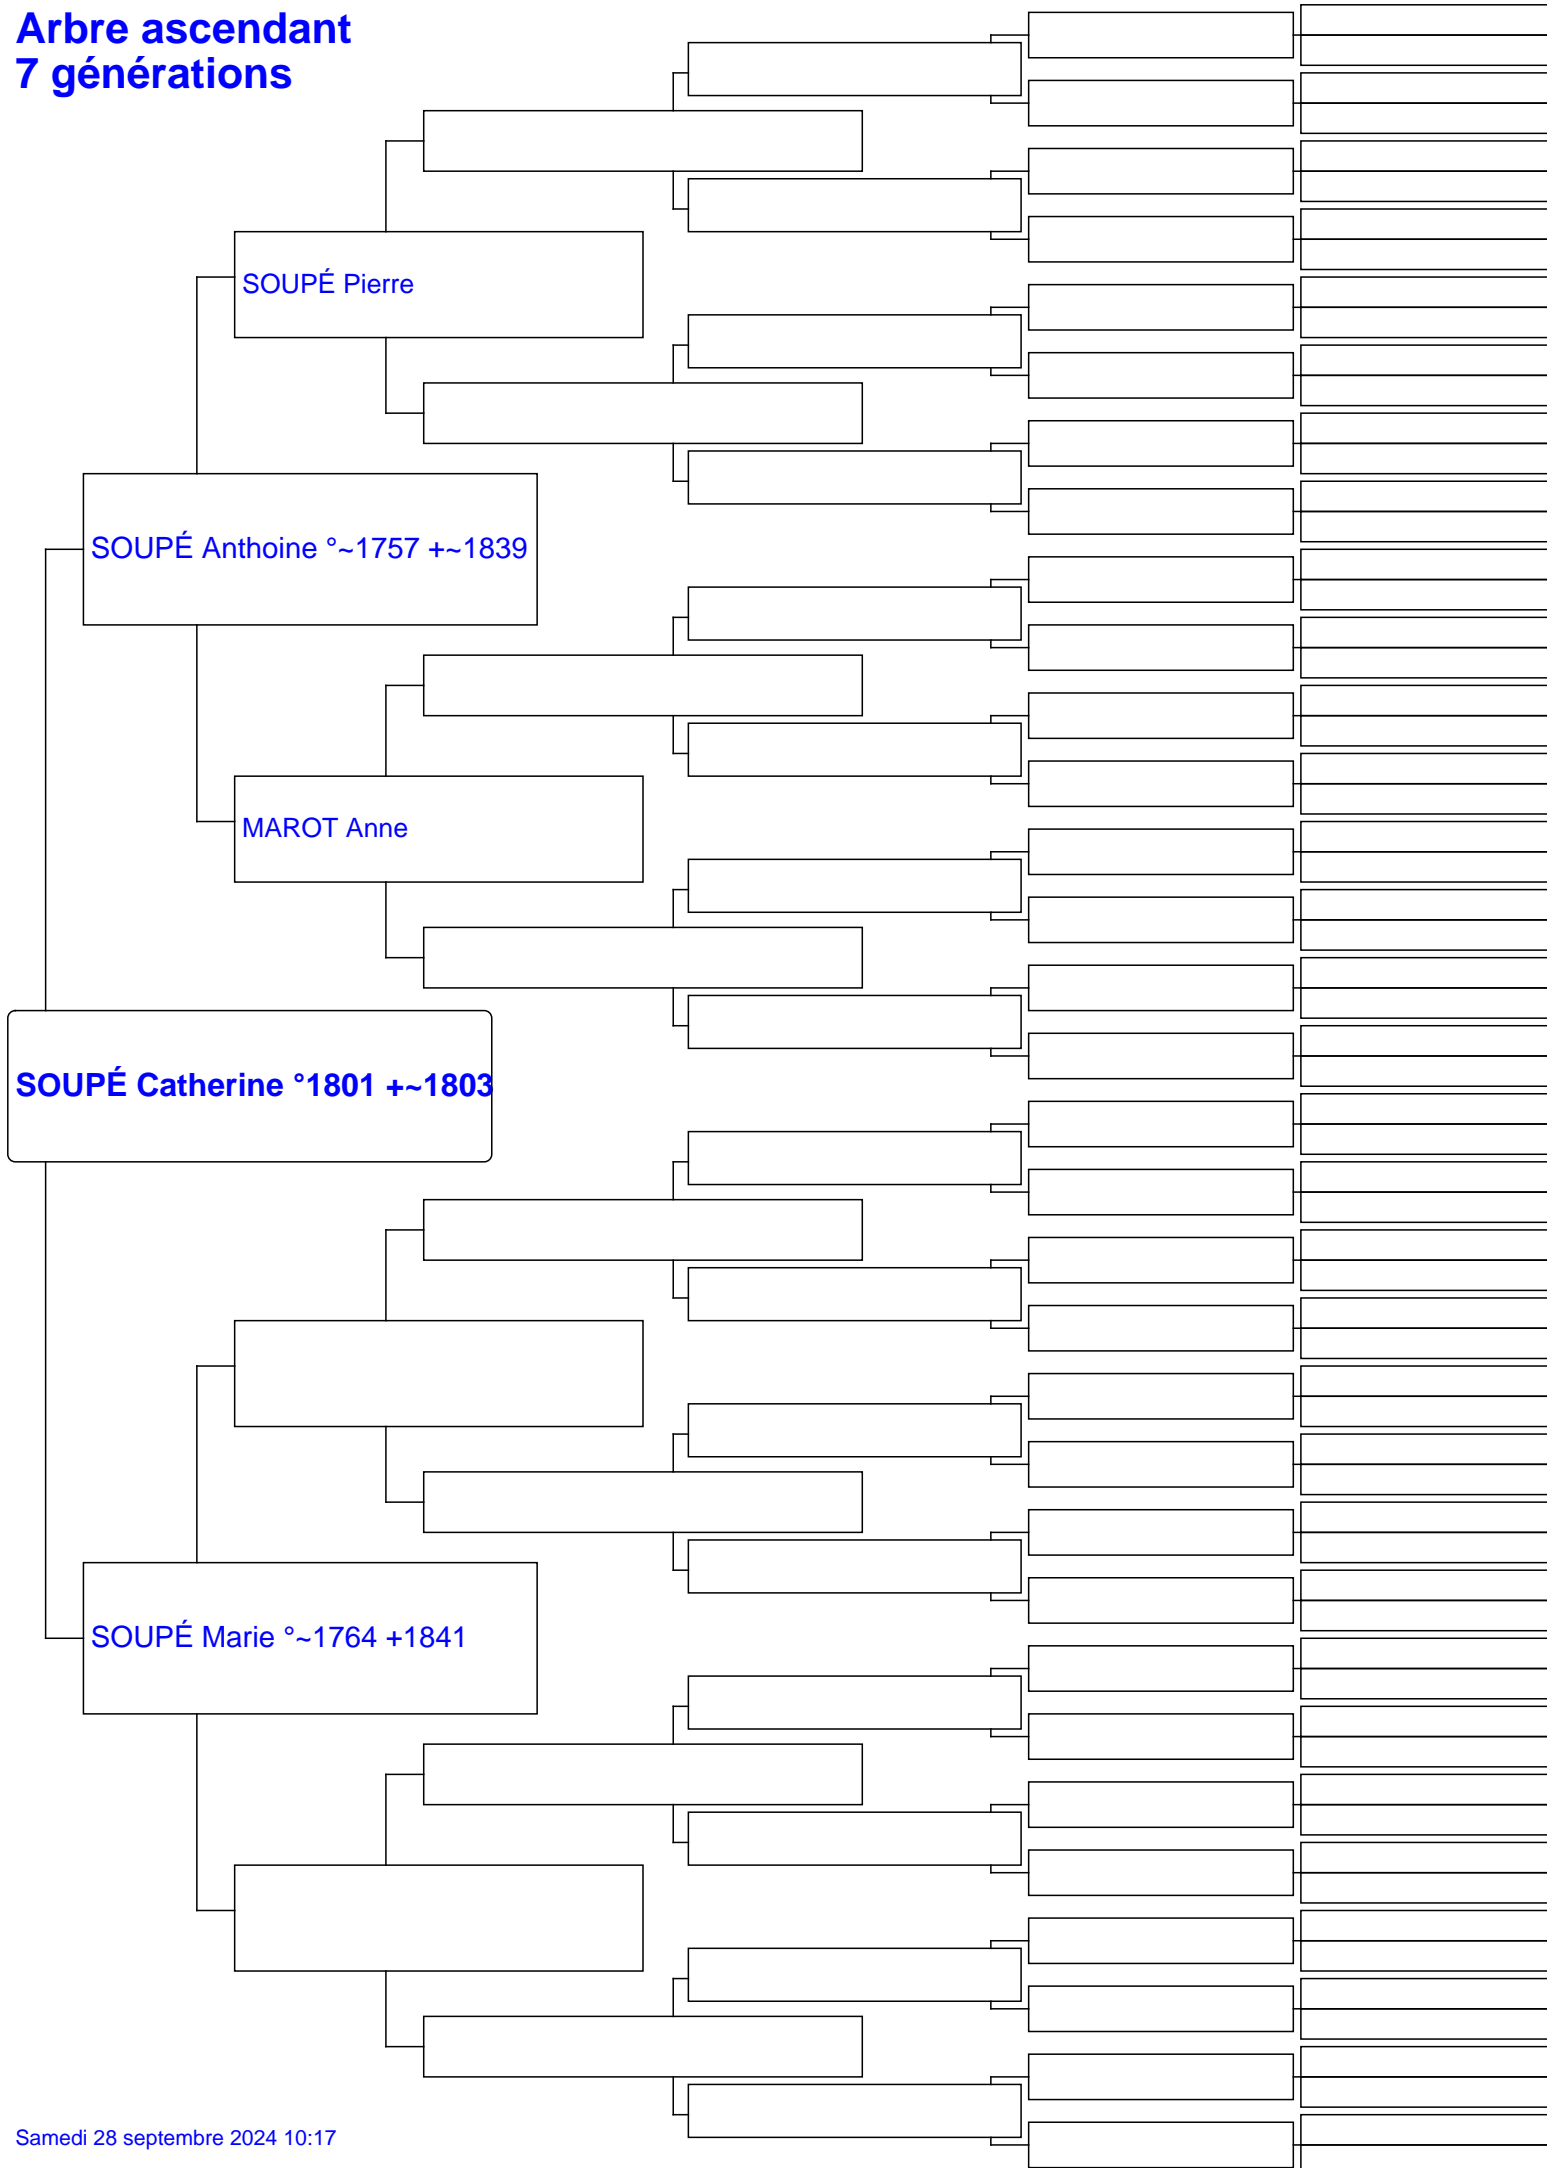 Arbre ascendant
7 générations
SOUPÉ Pierre
SOUPÉ Anthoine °~1757 +~1839
MAROT Anne
SOUPÉ Catherine °1801 +~1803
SOUPÉ Marie °~1764 +1841
Samedi 28 septembre 2024 10:17